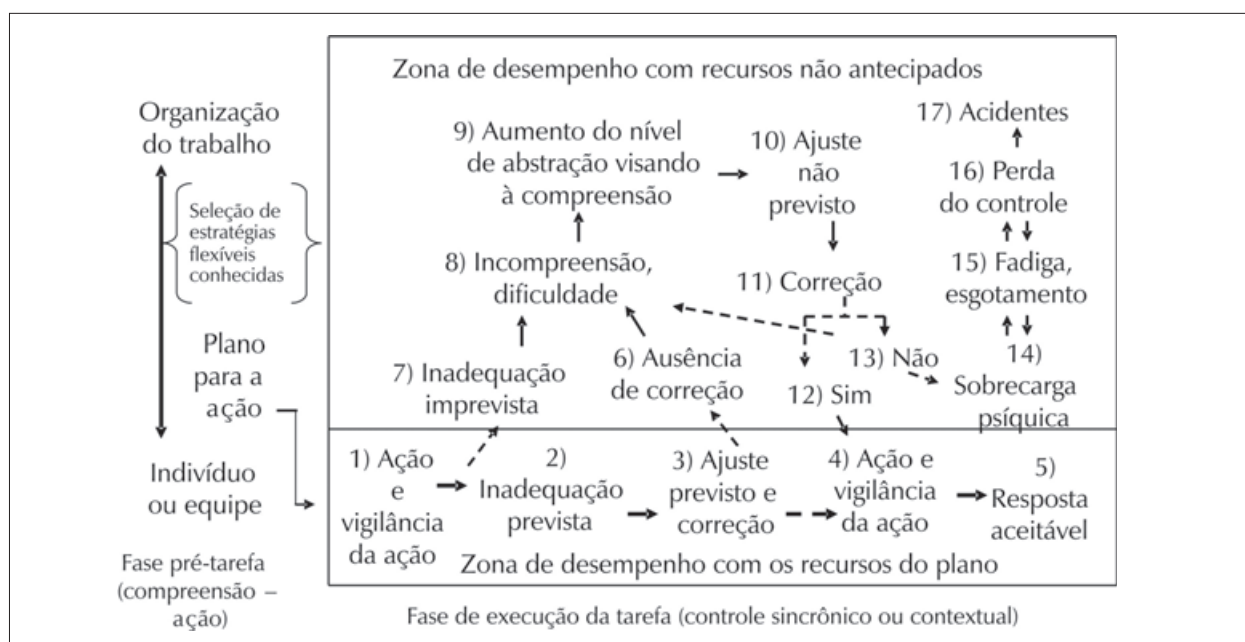 Zona de desempenho com recursos não antecipados
Organização
do trabalho
Seleção de
estratégias
flexíveis
conhecidas
Plano
para a
ação
Indivíduo
ou equipe
Fase pré-tarefa
(compreensão –
ação)
9) Aumento do nível
de abstração visando
à compreensão
10) Ajuste
não
previsto
17) Acidentes
16) Perda
do controle
8) Incompreensão,
dificuldade
11) Correção
15) Fadiga,
esgotamento
7) Inadequação
imprevista
6) Ausência
de correção
12) Sim
13) Não
14)
Sobrecarga
psíquica
1) Ação
e
vigilância
da ação
2)
Inadequação
prevista
3) Ajuste
previsto e
correção
4) Ação e
vigilância
da ação
5)
Resposta
aceitável
Zona de desempenho com os recursos do plano
Fase de execução da tarefa (controle sincrônico ou contextual)